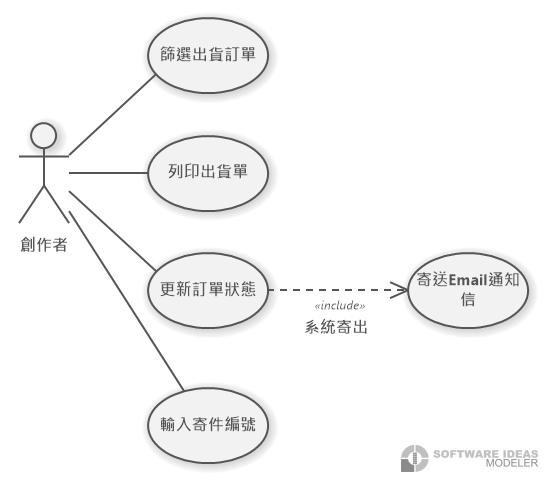 篩選出貨訂單
列印出貨單
創作者
更新訂單狀態
寄送Email通知
信
«include»
系統寄出
輸入寄件編號
SOFTWARE IDEAS
MODELER